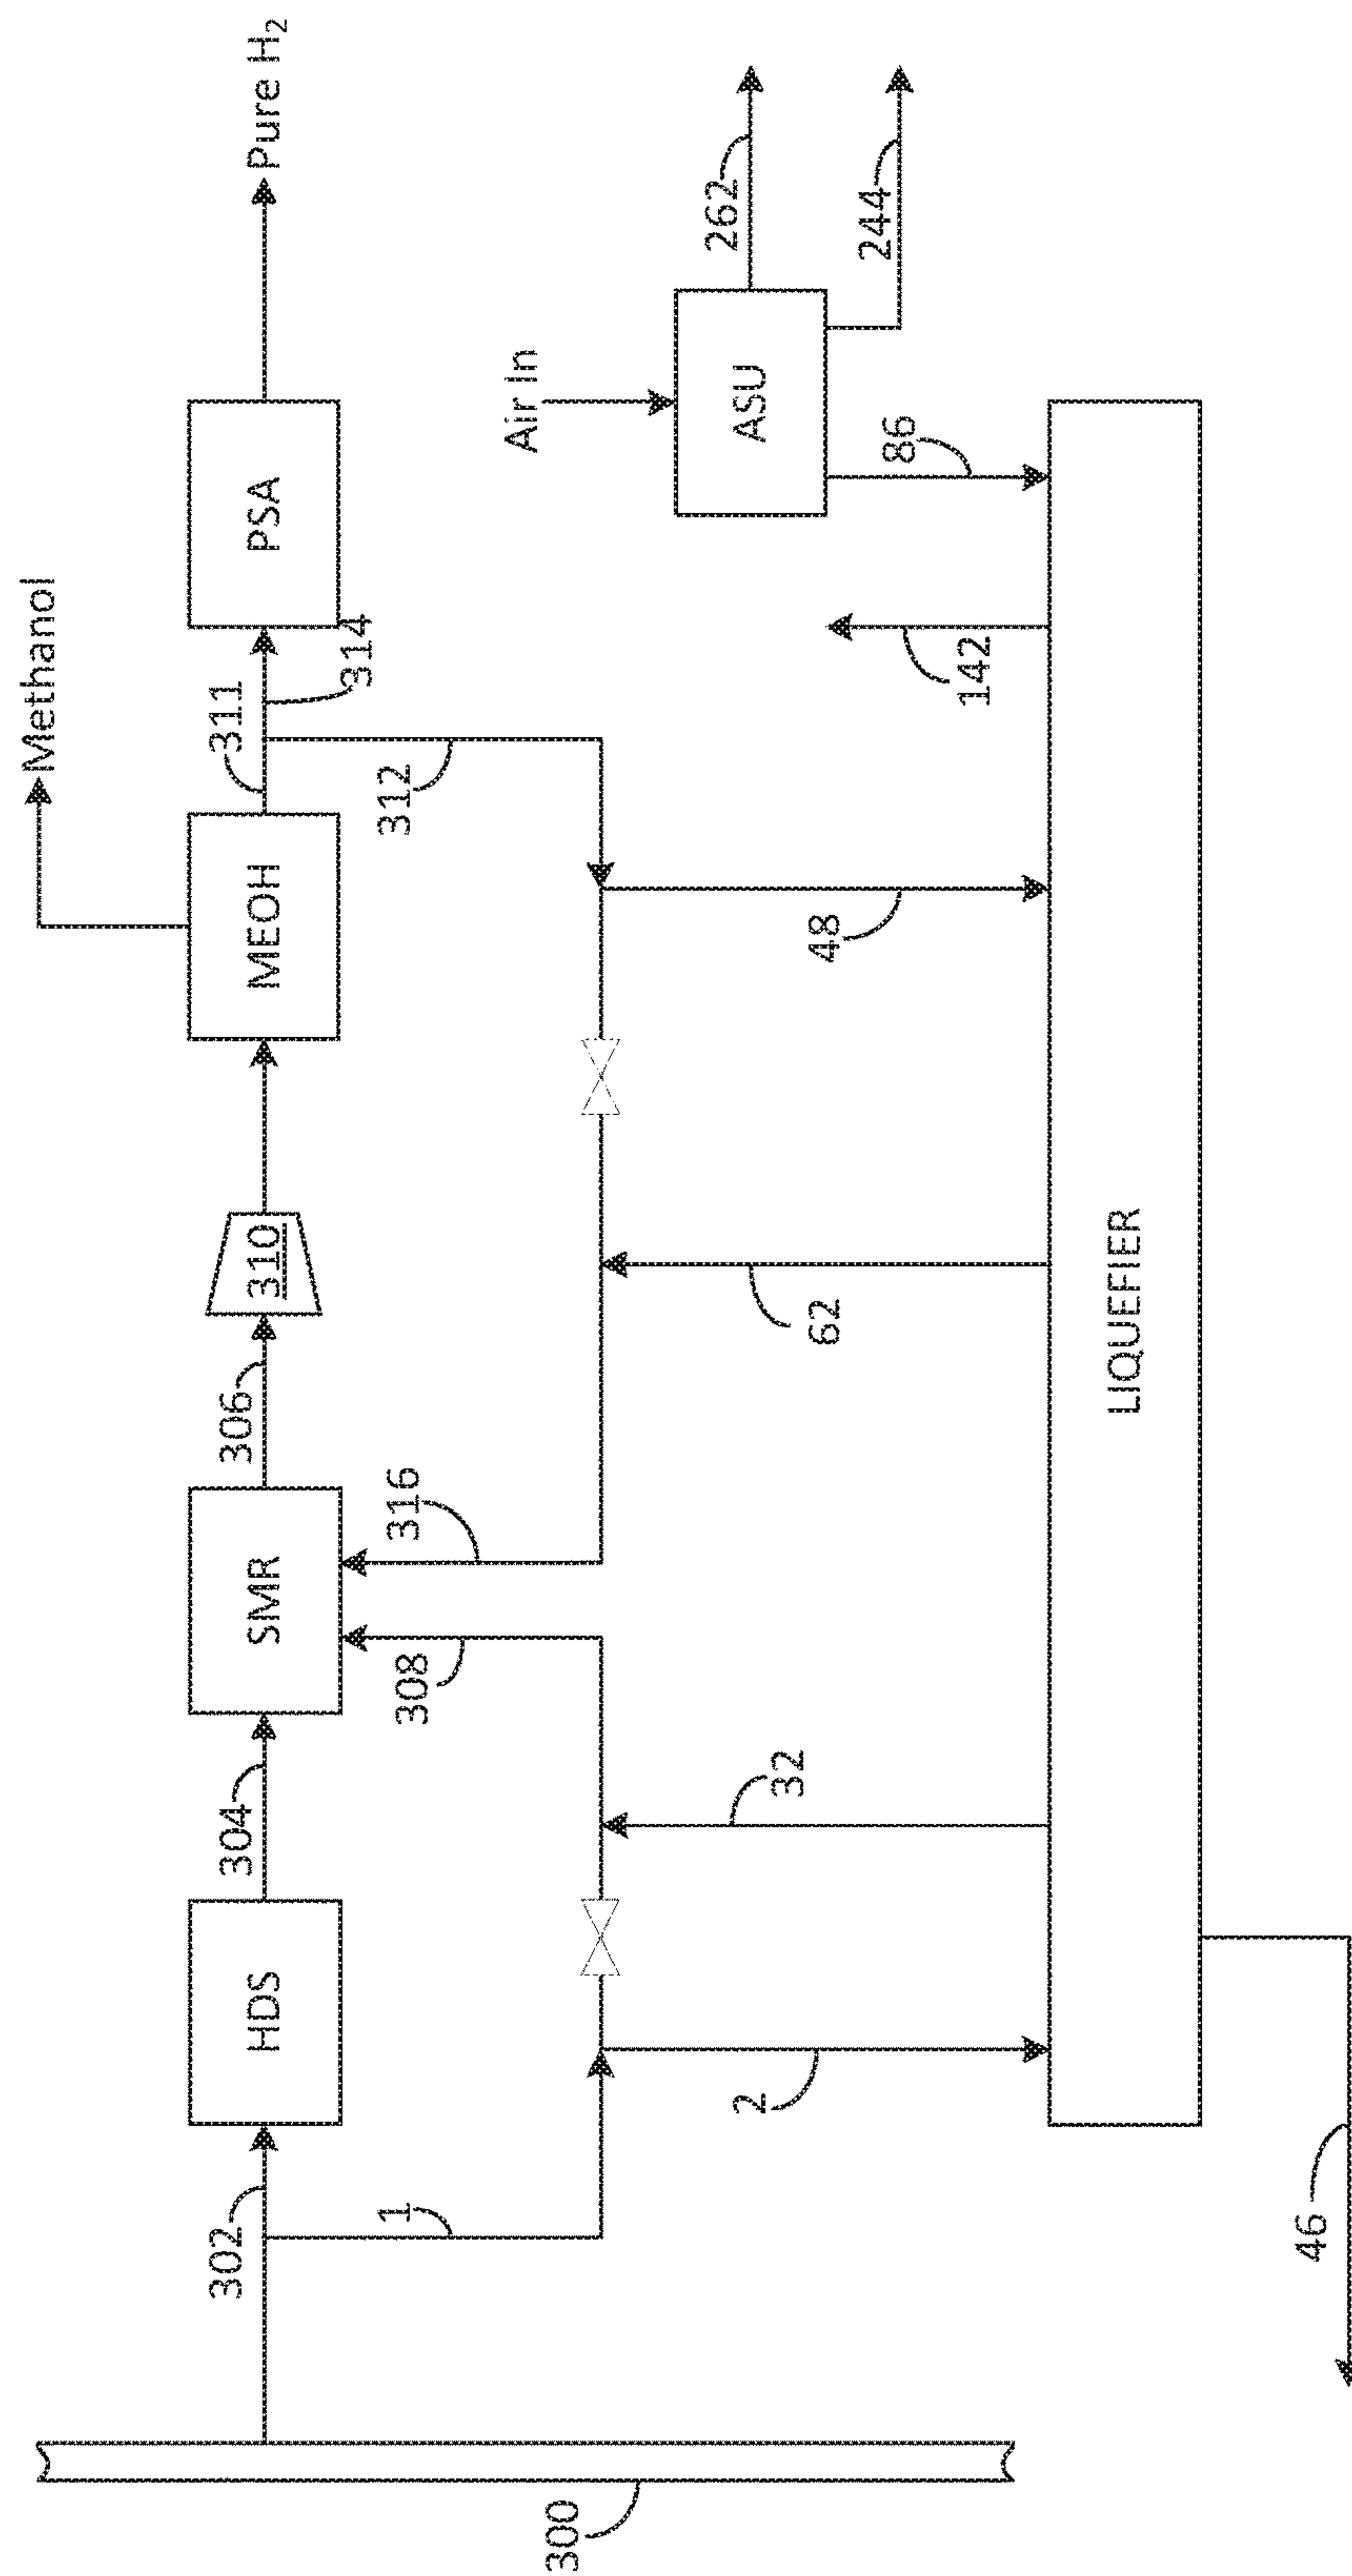 Methanol
Pure H₂
302
HDS
304
SMR
306
310
MEOH
311
314
PSA
1
308
316
312
Air In
ASU
262
244
2
32
62
48
142
86
300
LIQUEFIER
46